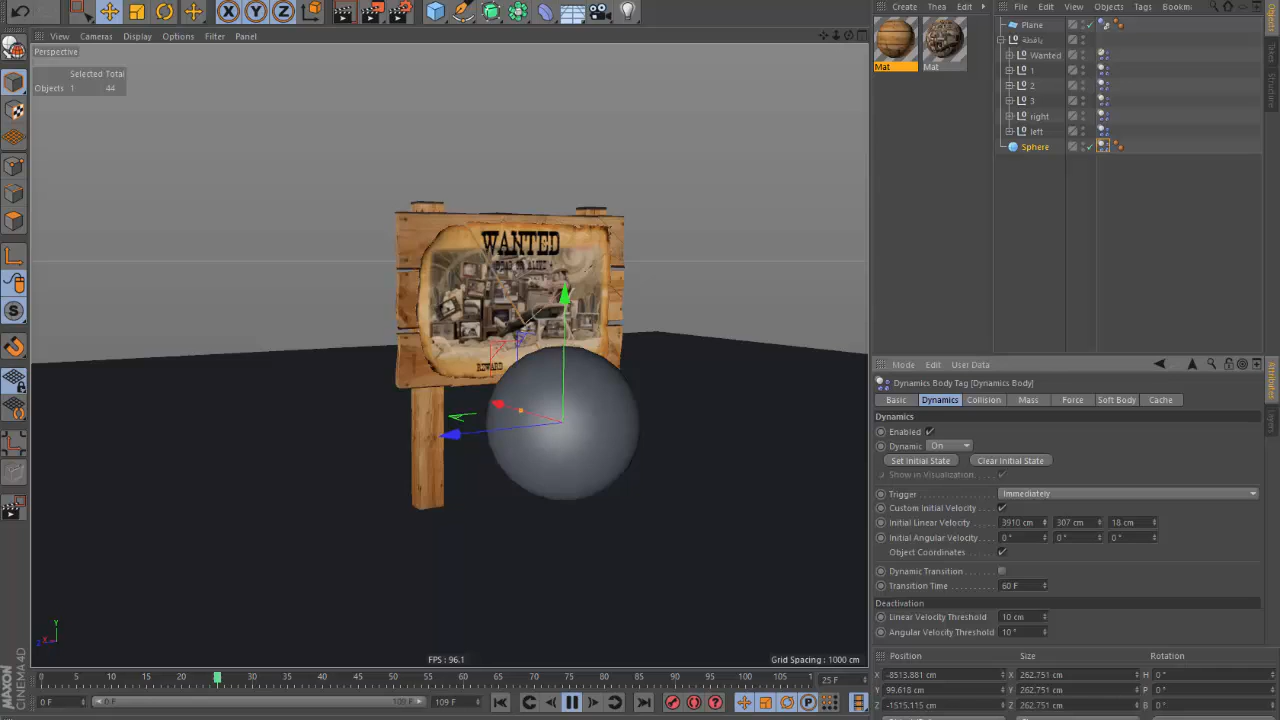 Create Thea Edit
File Edit View Objects Tags Bookm
View Cameras Display Options Filter Panel
Perspective
Selected Total
Objects 1 44
Mat
Mat
Plane
يافطة
Wanted
1
2
3
right
left
Sphere
Objects
Takes
Structure
WANTED
REWARD
Mode Edit User Data
Dynamics Body Tag [Dynamics Body]
Basic Dynamics Collision Mass Force Soft Body Cache
Attributes
Layers
Dynamics
Enabled
Dynamic On
Set Initial State Clear Initial State
Show in Visualization
Trigger Immediately
Custom Initial Velocity
Initial Linear Velocity 3910 cm 307 cm 18 cm
Initial Angular Velocity 0 ° 0 ° 0 °
Object Coordinates
Dynamic Transition
Transition Time 60 F
Deactivation
Linear Velocity Threshold 10 cm
Angular Velocity Threshold 10 °
Position Size Rotation
X -8513.881 cm X 262.751 cm H 0 °
Y 99.618 cm Y 262.751 cm P 0 °
Z -1515.115 cm Z 262.751 cm B 0 °
Y
X
Z
FPS : 96.1
Grid Spacing : 1000 cm
0 5 10 15 20 30 35 40 45 50 55 60 65 70 75 80 85 90 95 100 105
25 F
0 F 0 F 109 F 109 F
MAXON
CINEMA 4D